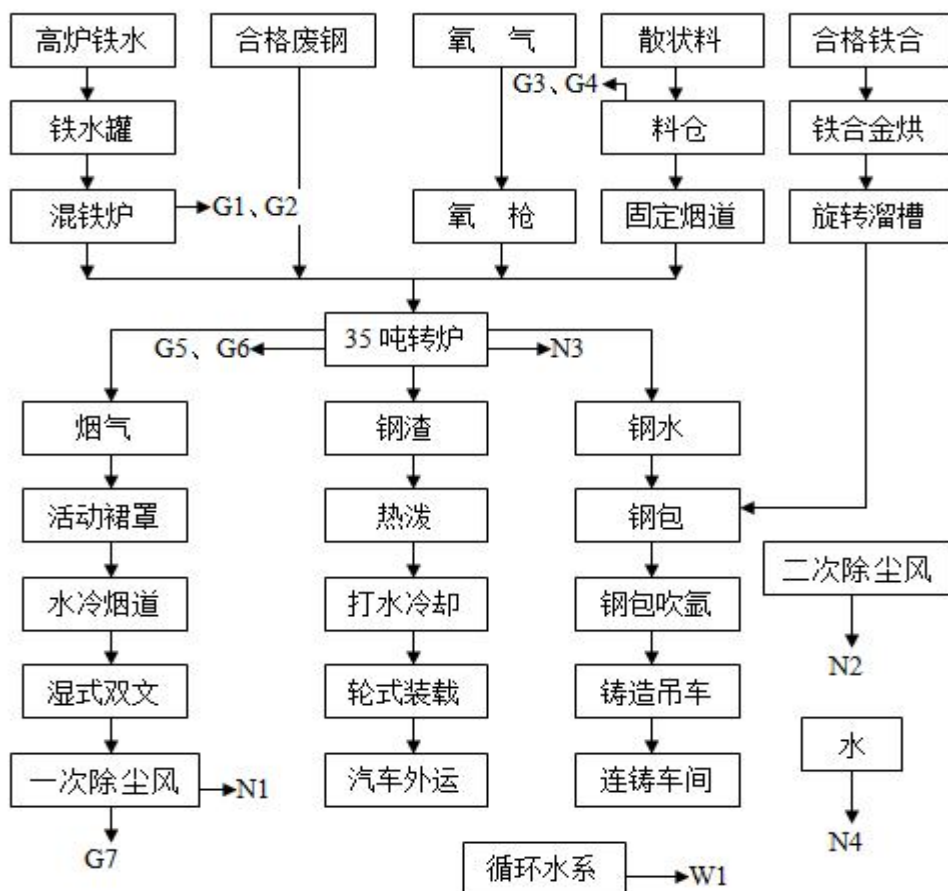 高炉铁水
合格废钢
氧 气
散状料
合格铁合
G3、G4
铁水罐
料仓
铁合金烘
混铁炉
G1、G2
氧 枪
固定烟道
旋转溜槽
35 吨转炉
G5、G6
N3
烟气
钢渣
钢水
活动裙罩
热泼
钢包
二次除尘风
水冷烟道
打水冷却
钢包吹氩
N2
湿式双文
轮式装载
铸造吊车
水
一次除尘风
N1
汽车外运
连铸车间
G7
N4
循环水系
W1